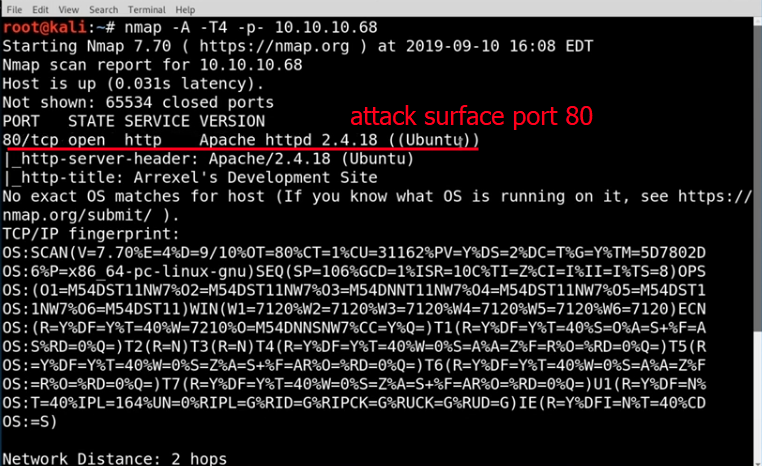 File Edit View Search Terminal Help
root@kali:~# nmap -A -T4 -p- 10.10.10.68
Starting Nmap 7.70 ( https://nmap.org ) at 2019-09-10 16:08 EDT
Nmap scan report for 10.10.10.68
Host is up (0.031s latency).
Not shown: 65534 closed ports
PORT   STATE SERVICE VERSION
attack surface port 80
80/tcp open  http    Apache httpd 2.4.18 ((Ubuntu))
|_http-server-header: Apache/2.4.18 (Ubuntu)
|_http-title: Arrexel's Development Site
No exact OS matches for host (If you know what OS is running on it, see https://
nmap.org/submit/ ).
TCP/IP fingerprint:
OS:SCAN(V=7.70%E=4%D=9/10%OT=80%CT=1%CU=31162%PV=Y%DS=2%DC=T%G=Y%TM=5D7802D
OS:6%P=x86_64-pc-linux-gnu)SEQ(SP=106%GCD=1%ISR=10C%TI=Z%CI=I%II=I%TS=8)OPS
OS:(O1=M54DST11NW7%O2=M54DST11NW7%O3=M54DNNT11NW7%O4=M54DST11NW7%O5=M54DST1
OS:1NW7%O6=M54DST11)WIN(W1=7120%W2=7120%W3=7120%W4=7120%W5=7120%W6=7120)ECN
OS:(R=Y%DF=Y%T=40%W=7210%O=M54DNNSNW7%CC=Y%Q=)T1(R=Y%DF=Y%T=40%S=O%A=S+%F=A
OS:S%RD=0%Q=)T2(R=N)T3(R=N)T4(R=Y%DF=Y%T=40%W=0%S=A%A=Z%F=R%O=%RD=0%Q=)T5(R
OS:=Y%DF=Y%T=40%W=0%S=Z%A=S+%F=AR%O=%RD=0%Q=)T6(R=Y%DF=Y%T=40%W=0%S=A%A=Z%F
OS:=R%O=%RD=0%Q=)T7(R=Y%DF=Y%T=40%W=0%S=Z%A=S+%F=AR%O=%RD=0%Q=)U1(R=Y%DF=N%
OS:T=40%IPL=164%UN=0%RIPL=G%RID=G%RIPCK=G%RUCK=G%RUD=G)IE(R=Y%DFI=N%T=40%CD
OS:=S)
Network Distance: 2 hops